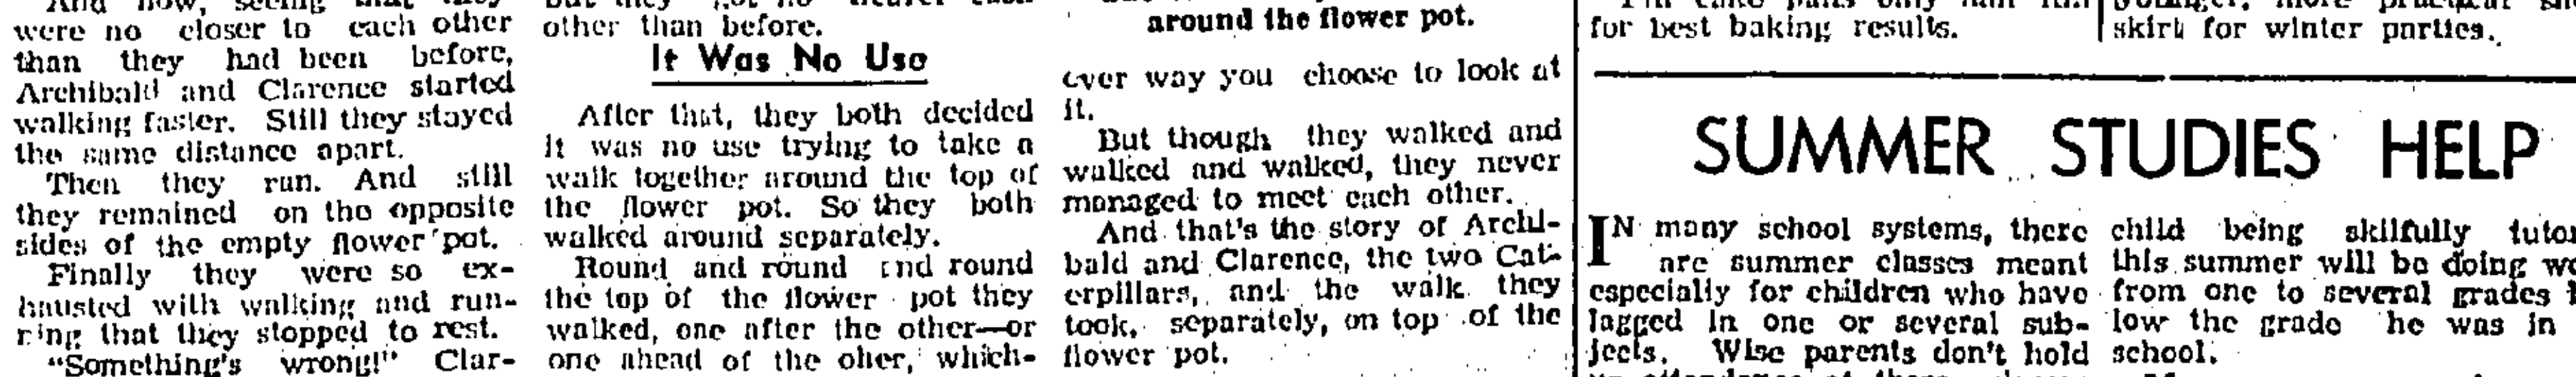 were no closer to each other
than they had been before,
Archibald and Clarence started
walking faster. Still they stayed
the same distance apart.
Then they run. And still
they remained on the opposite
sides of the empty flower pot.
Finally they were so ex-
hausted with walking and run-
ning that they stopped to rest.
"Something's wrong!" Clar-
other than before.
It Was No Use
After that, they both decided
it was no use trying to take a
walk together around the top of
the flower pot. So they both
walked around separately.
Round and round and round
the top of the flower pot they
walked, one after the other—or
one ahead of the oher, which-
around the flower pot.
ever way you choose to look at
it.
But though they walked and
walked and walked, they never
managed to meet each other.
And that's the story of Archi-
bald and Clarence, the two Cat-
erpillars, and the walk they
took, separately, on top of the
flower pot.
for best baking results.
skirt for winter parties.
SUMMER STUDIES HELP
IN many school systems, there
are summer classes meant
especially for children who have
lagged in one or several sub-
jects. Wise parents don't hold
child being skilfully
this summer will be doing
from one to several grades
low the grade he was in
school.